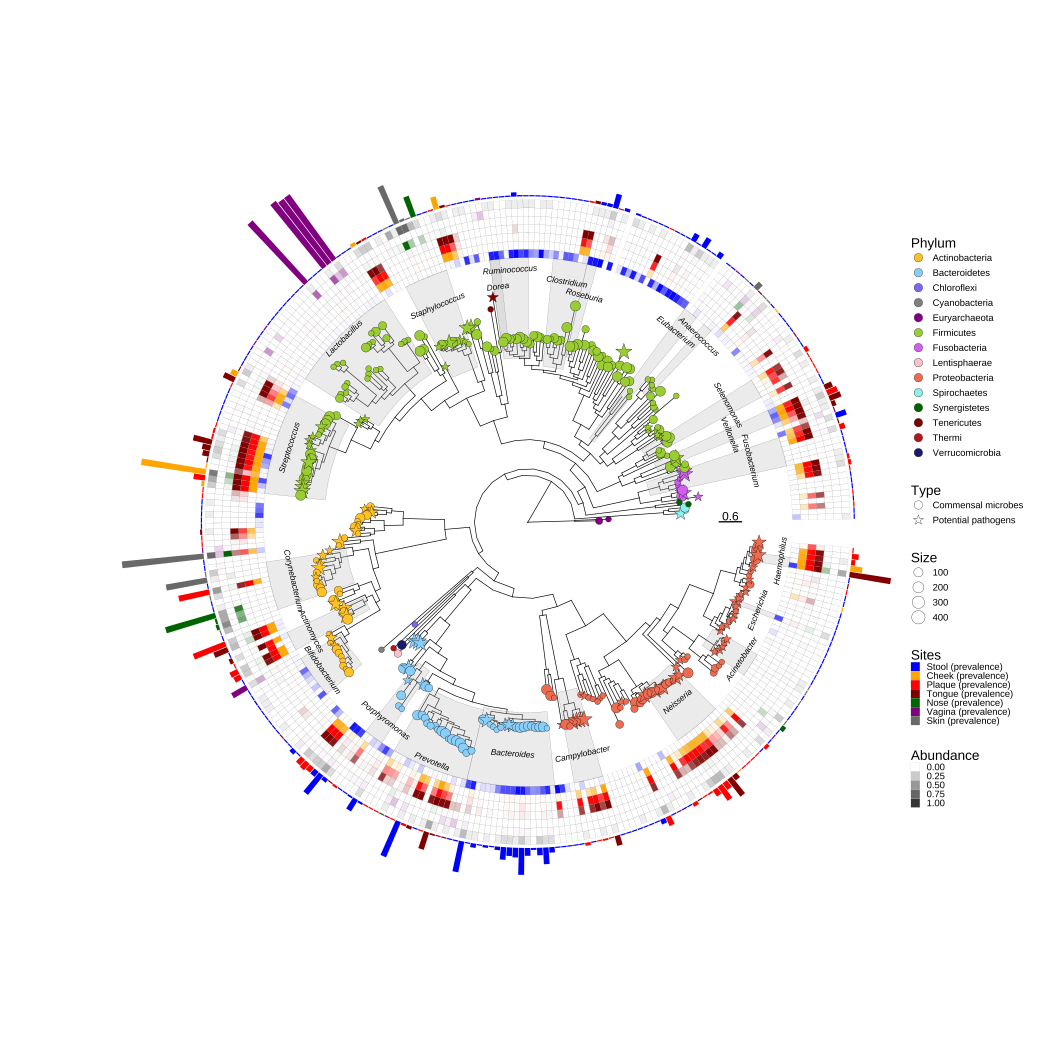 Ruminococcus
Dorea
Clostridium
Roseburia
Staphylococcus
Lactobacillus
Anaerococcus
Eubacterium
Selenomonas
Veillonella
Fusobacterium
Streptococcus
0.6
Haemophilus
Corynebacterium
Escherichia
Actinomyces
Acinetobacter
Bifidobacterium
Neisseria
Porphyromonas
Prevotella
Bacteroides
Campylobacter
Phylum
Actinobacteria
Bacteroidetes
Chloroflexi
Cyanobacteria
Euryarchaeota
Firmicutes
Fusobacteria
Lentisphaerae
Proteobacteria
Spirochaetes
Synergistetes
Tenericutes
Thermi
Verrucomicrobia
Type
Commensal microbes
Potential pathogens
Size
100
200
300
400
Sites
Stool (prevalence)
Cheek (prevalence)
Plaque (prevalence)
Tongue (prevalence)
Nose (prevalence)
Vagina (prevalence)
Skin (prevalence)
Abundance
0.00
0.25
0.50
0.75
1.00